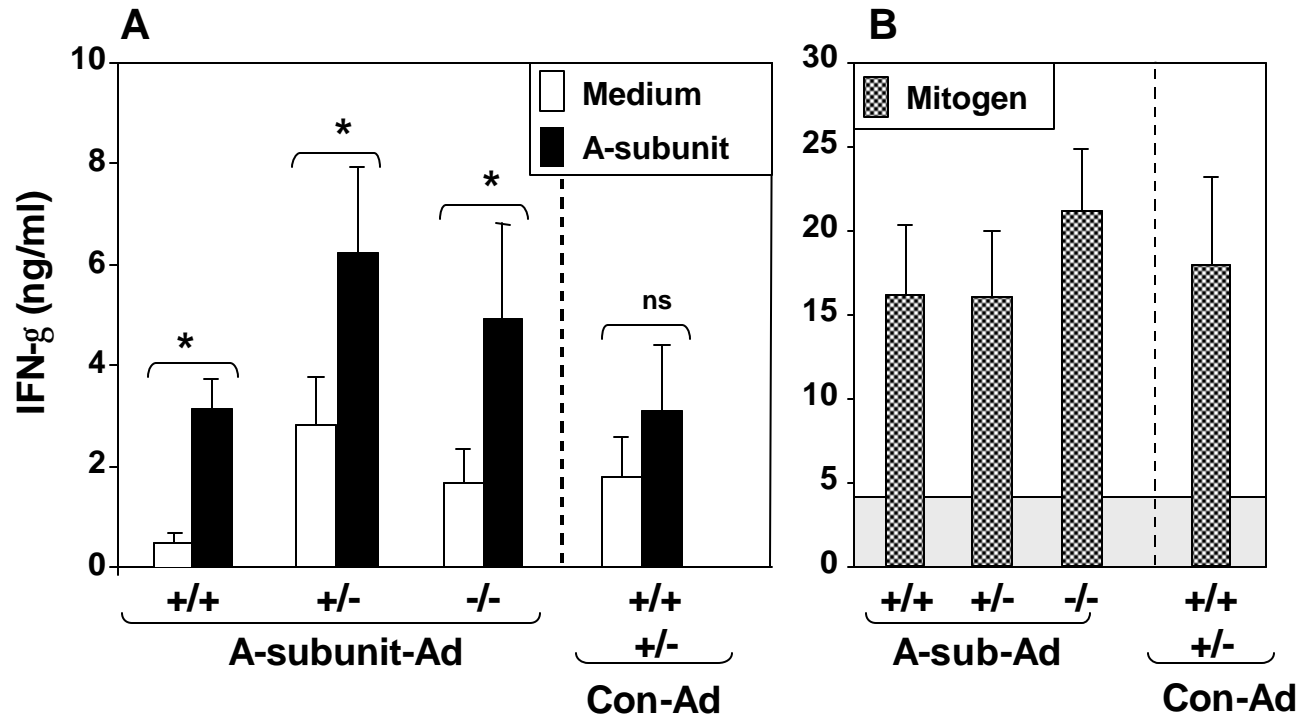 A
10
8
6
4
2
0
IFN-g (ng/ml)
Medium
A-subunit
*
*
*
ns
+/+ +/- -/- +/+
+/-
A-subunit-Ad
Con-Ad
B
30
25
20
15
10
5
0
Mitogen
+/+ +/- -/- +/+
+/-
A-sub-Ad
Con-Ad